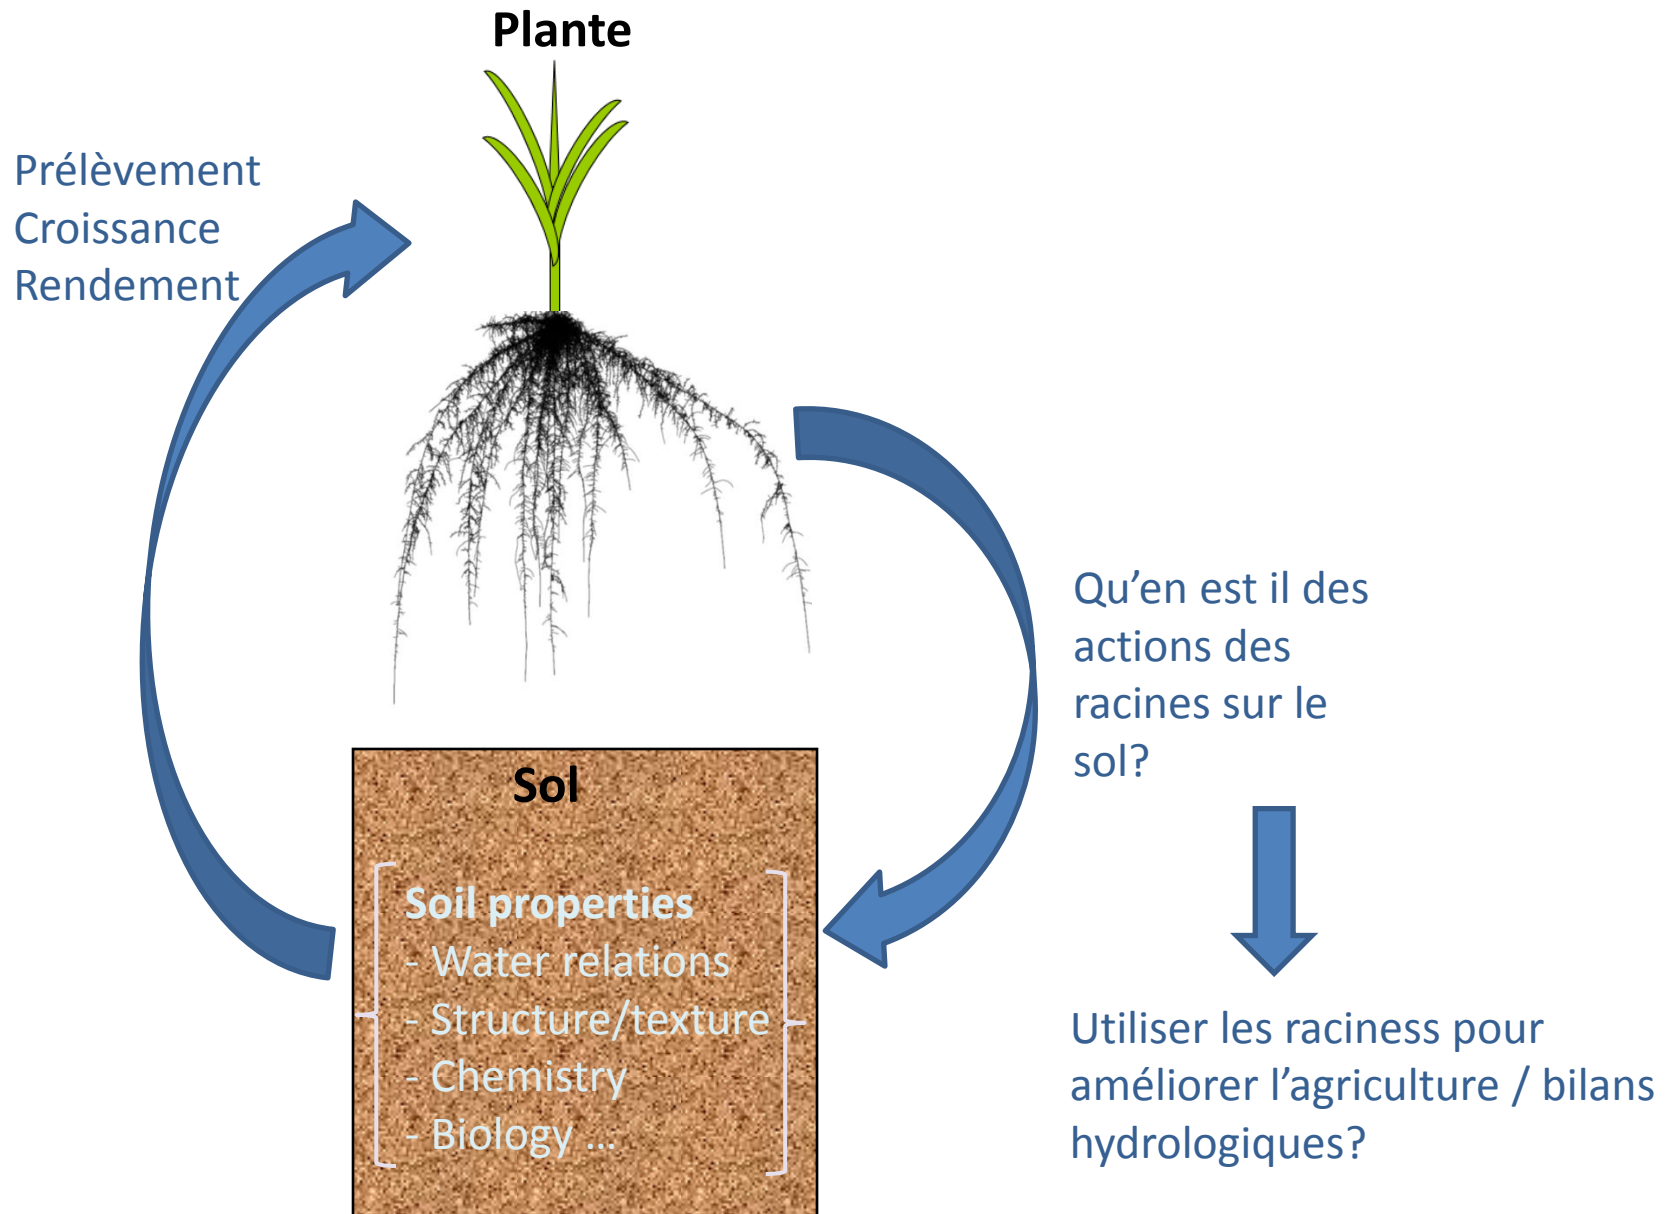 Plante
Prélèvement
Croissance
Rendement
Qu’en est il des
actions des
racines sur le
sol?
Sol
Soil properties
- Water relations
- Structure/texture
- Chemistry
- Biology ...
Utiliser les raciness pour
améliorer l’agriculture / bilans
hydrologiques?